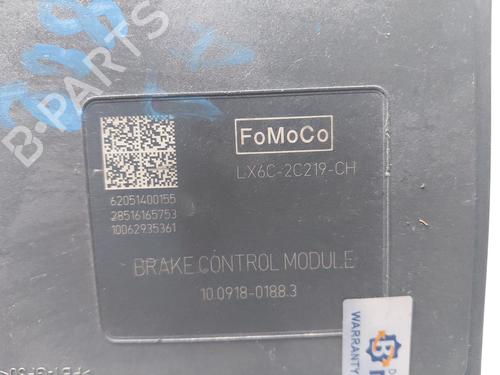 B-PARTS
FoMoCo
LX6C-2C219-CH
62051400155
28516165753
10062935361
BRAKE CONTROL MODULE
10.0918-0188.3
WARRANTY